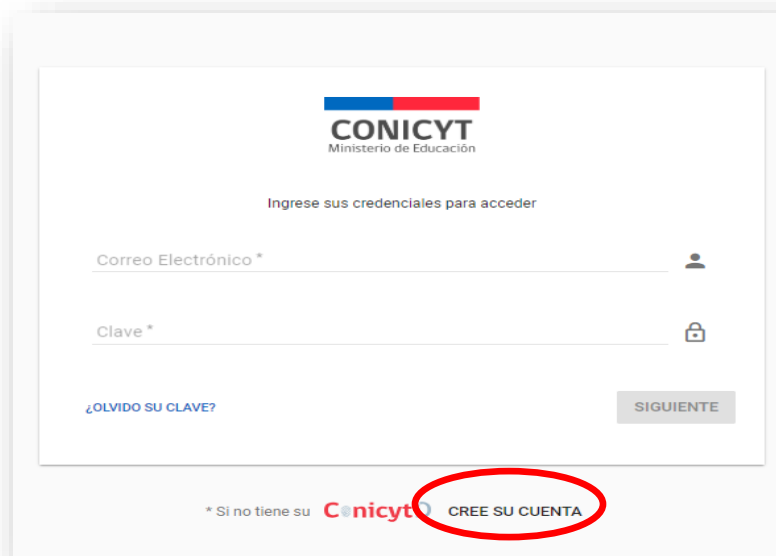 CONICYT
Ministerio de Educación
Ingrese sus credenciales para acceder
Correo Electrónico *
Clave *
¿OLVIDO SU CLAVE?
SIGUIENTE
* Si no tiene su Conicyt CREE SU CUENTA